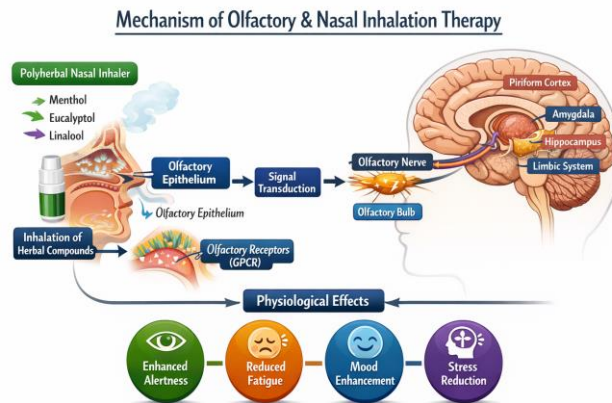 Mechanism of Olfactory & Nasal Inhalation Therapy
Polyherbal Nasal Inhaler
Menthol
Eucalyptol
Linalool
Olfactory
Epithelium
Signal
Transduction
Olfactory Nerve
Olfactory Bulb
Piriform Cortex
Amygdala
Hippocampus
Limbic System
Olfactory Epithelium
Inhalation of
Herbal Compounds
Olfactory Receptors
(GPCR)
Physiological Effects
Enhanced
Alertness
Reduced
Fatigue
Mood
Enhancement
Stress
Reduction